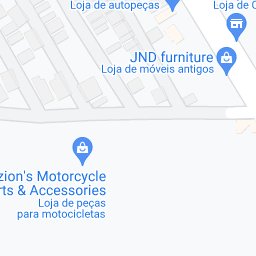 Loja de autopeças
Loja de
JND furniture
Loja de móveis antigos
zion's Motorcycle
rts & Accessories
Loja de peças
para motocicletas